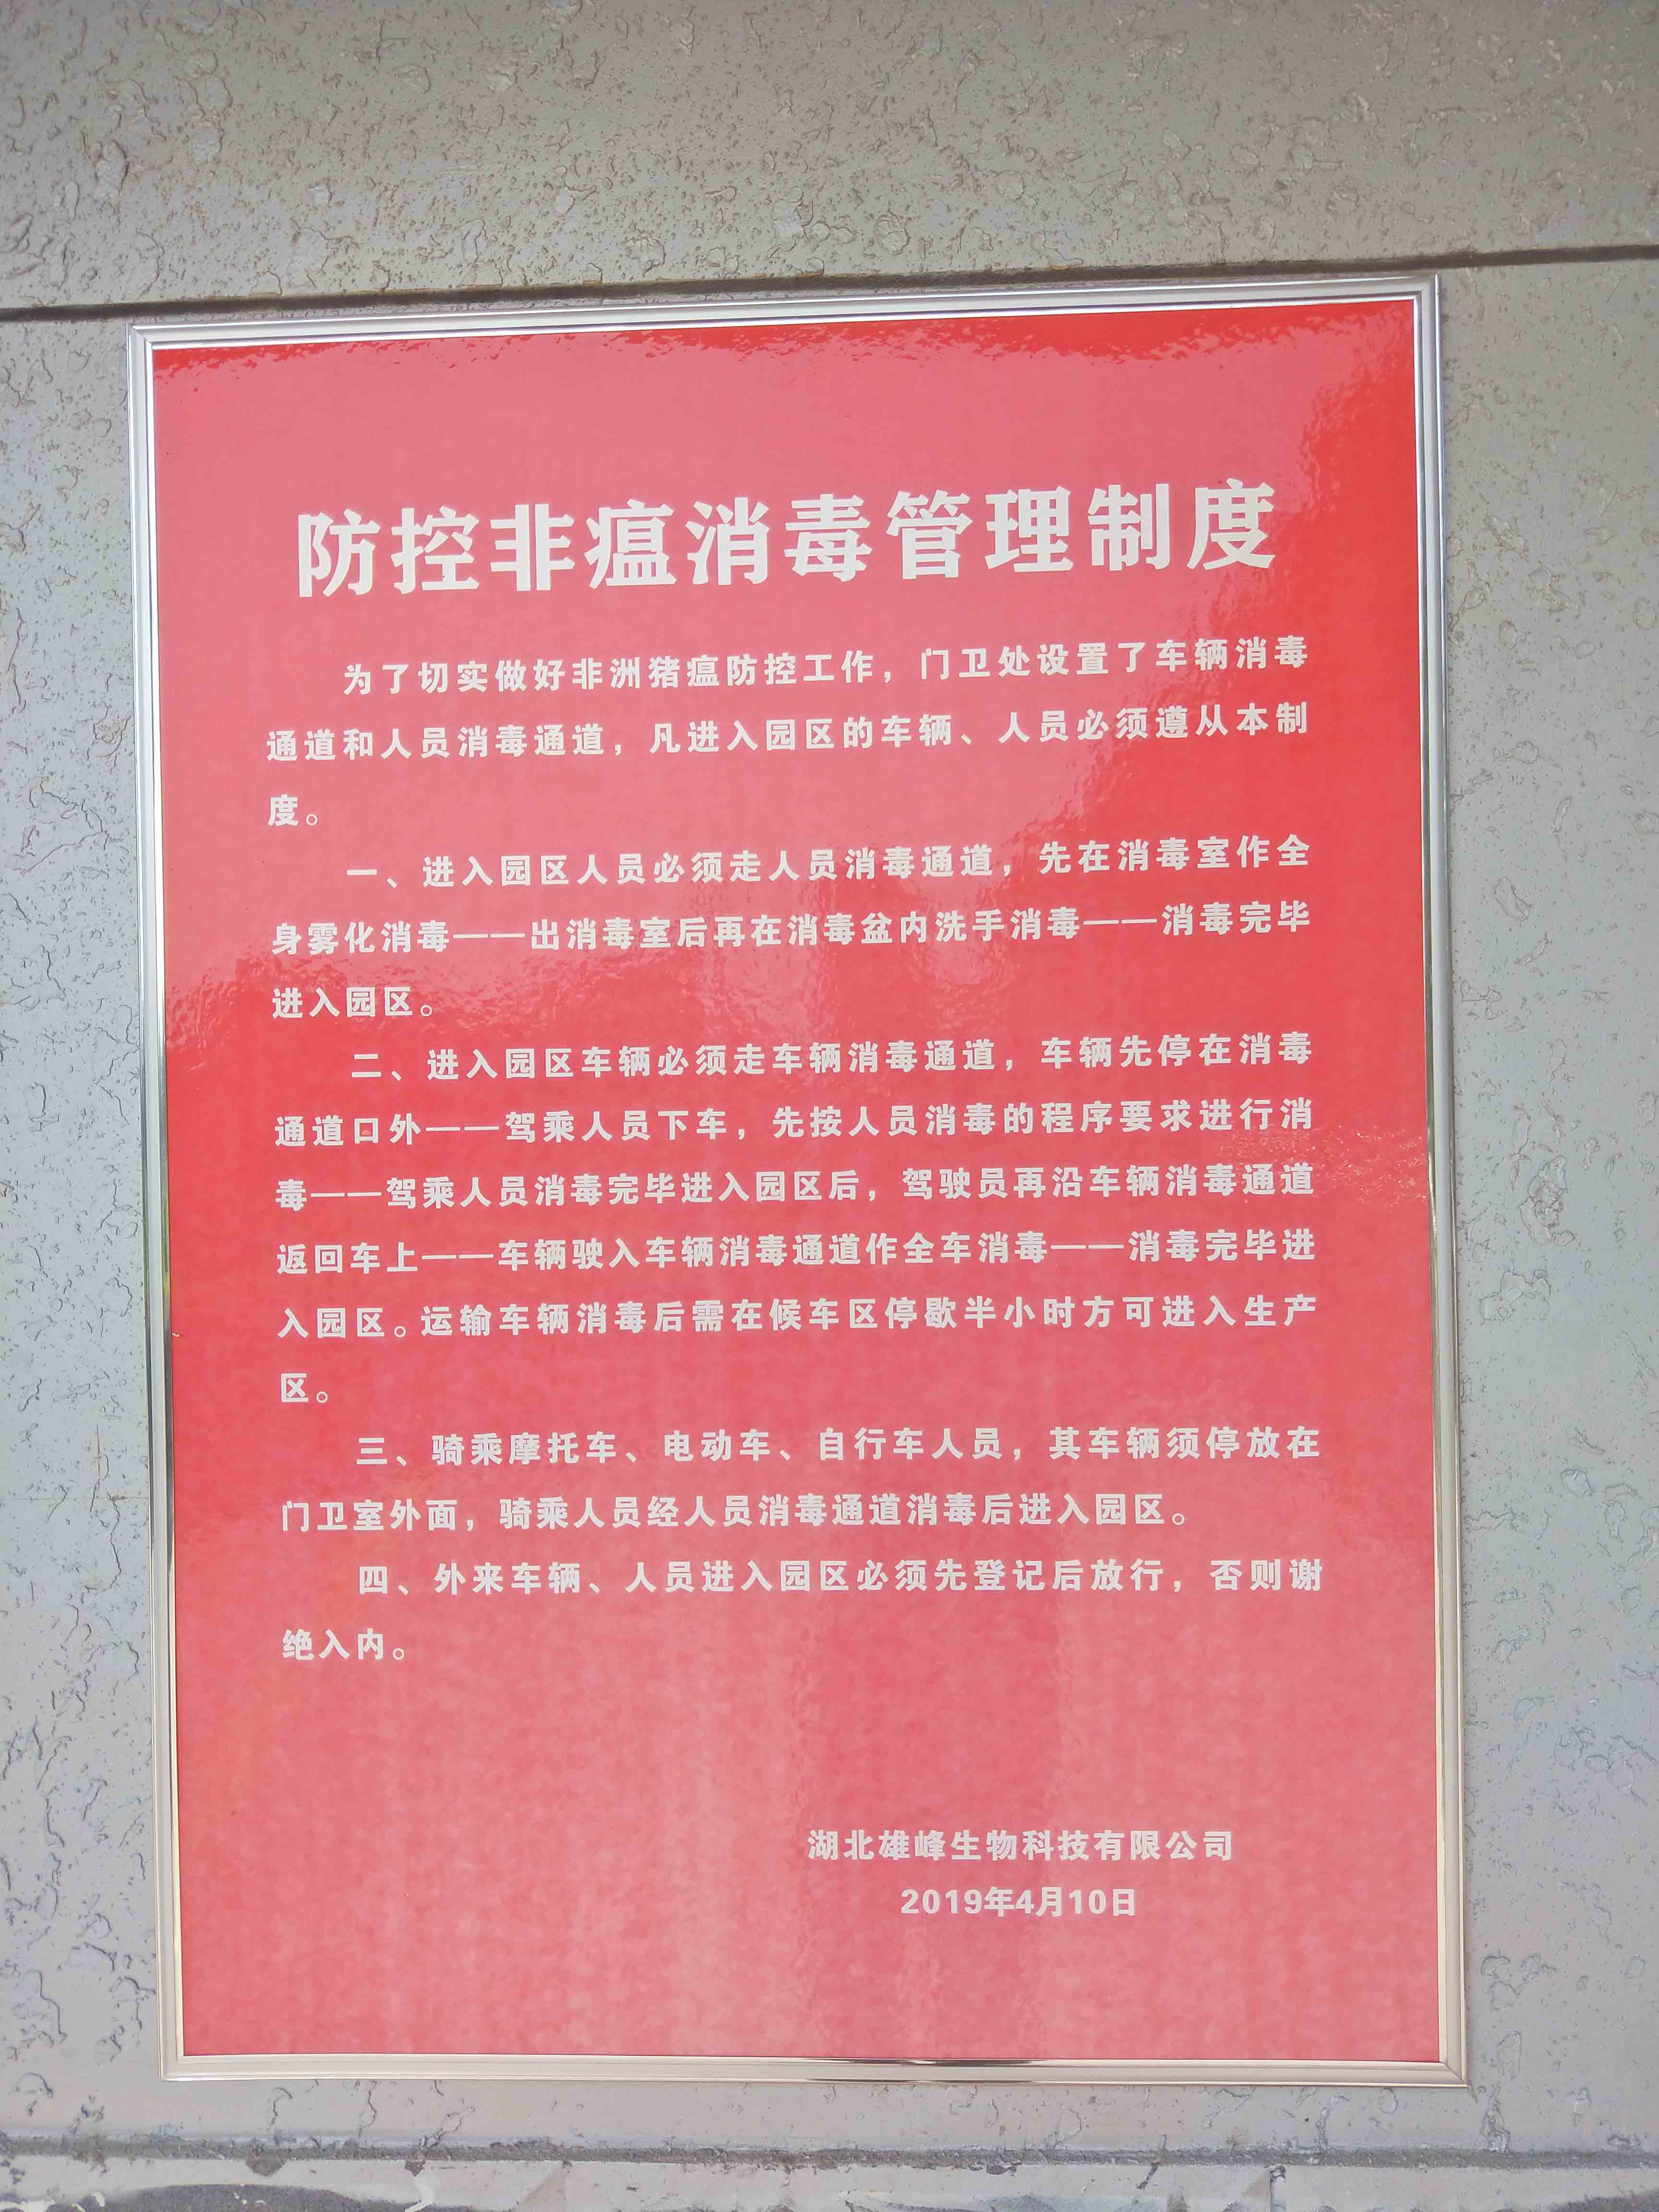 防控非瘟消毒管理制度
为了切实做好非洲猪瘟防控工作，门卫处设置了车辆消毒
通道和人员消毒通道，凡进入园区的车辆、人员必须遵从本制
度。
一、进入园区人员必须走人员消毒通道，先在消毒室作全
身雾化消毒——出消毒室后再在消毒盆内洗手消毒——消毒完毕
进入园区。
二、进入园区车辆必须走车辆消毒通道，车辆先停在消毒
通道口外——驾乘人员下车，先按人员消毒的程序要求进行消
毒——驾乘人员消毒完毕进入园区后，驾驶员再沿车辆消毒通道
返回车上——车辆驶入车辆消毒通道作全车消毒——消毒完毕进
入园区。运输车辆消毒后需在候车区停歇半小时方可进入生产
区。
三、骑乘摩托车、电动车、自行车人员，其车辆须停放在
门卫室外面，骑乘人员经人员消毒通道消毒后进入园区。
四、外来车辆、人员进入园区必须先登记后放行，否则谢
绝入内。
湖北雄峰生物科技有限公司
2019年4月10日